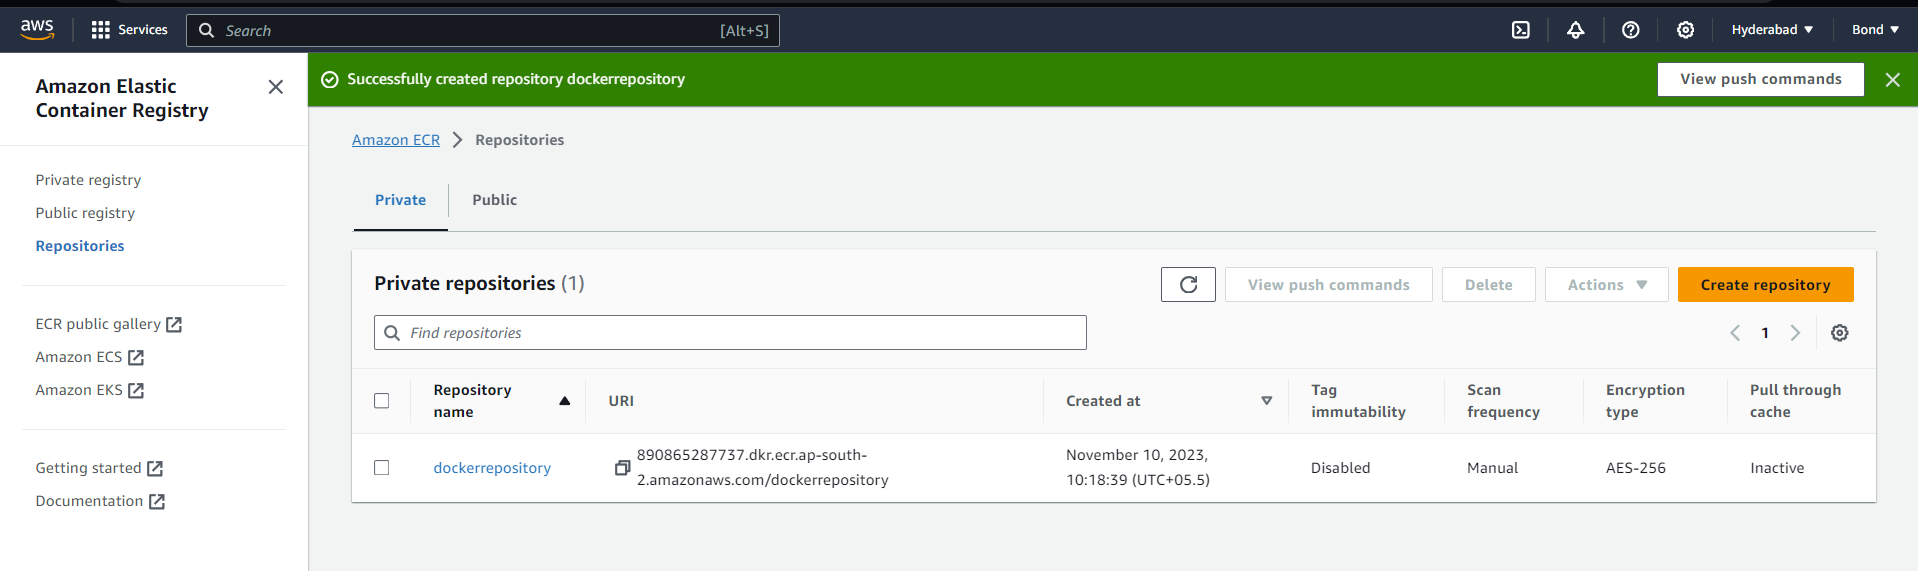 aws
Services
Search
[Alt+S]
Hyderabad
Bond
Amazon Elastic
Container Registry
Successfully created repository dockerrepository
View push commands
Amazon ECR
Repositories
Private registry
Public registry
Repositories
ECR public gallery
Amazon ECS
Amazon EKS
Getting started
Documentation
Private
Public
Private repositories (1)
View push commands
Delete
Actions
Create repository
Find repositories
1
Repository
name
URI
Created at
Tag
immutability
Scan
frequency
Encryption
type
Pull through
cache
dockerrepository
890865287737.dkr.ecr.ap-south-
2.amazonaws.com/dockerrepository
November 10, 2023,
10:18:39 (UTC+05.5)
Disabled
Manual
AES-256
Inactive